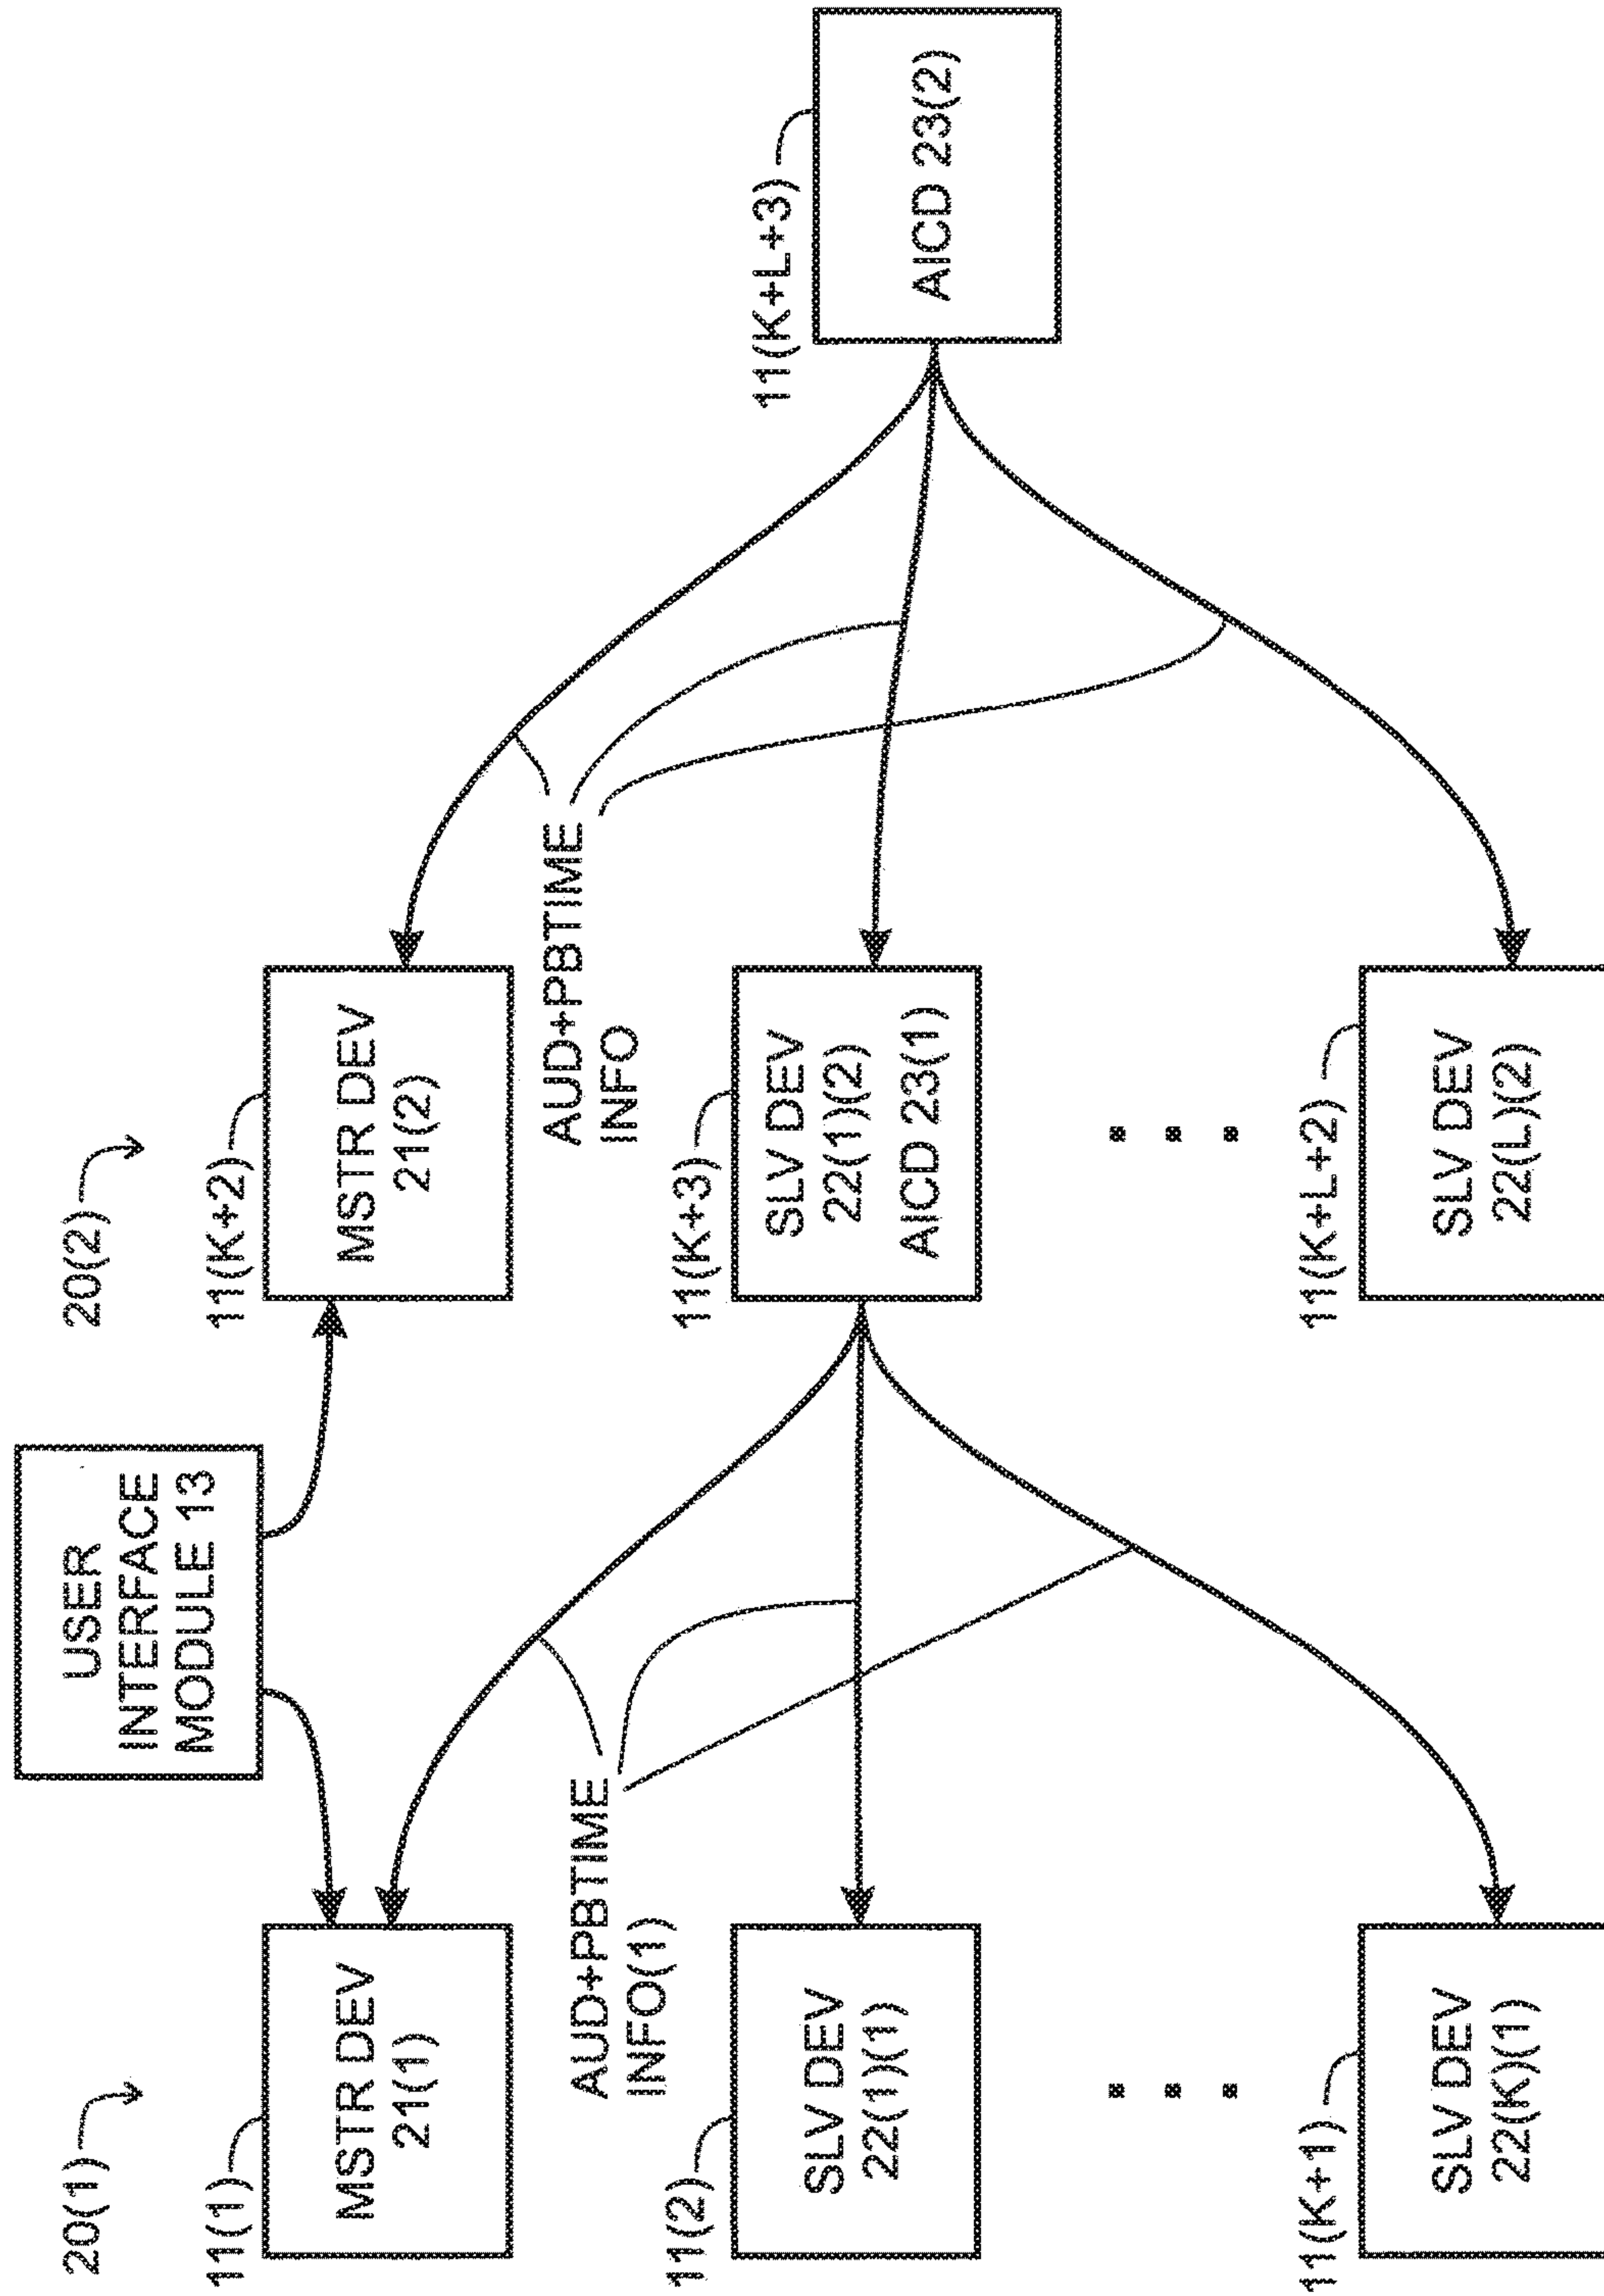 USER
INTERFACE
MODULE 13
20(1)
20(2)
11(1)
MSTR DEV
21(1)
11(K+2)
MSTR DEV
21(2)
AUD+PBTIME
INFO(1)
AUD+PBTIME
INFO
11(2)
SLV DEV
22(1)(1)
11(K+3)
SLV DEV
22(1)(2)
AICD 23(1)
11(K+L+3)
AICD 23(2)
11(K+1)
SLV DEV
22(K)(1)
11(K+L+2)
SLV DEV
22(L)(2)